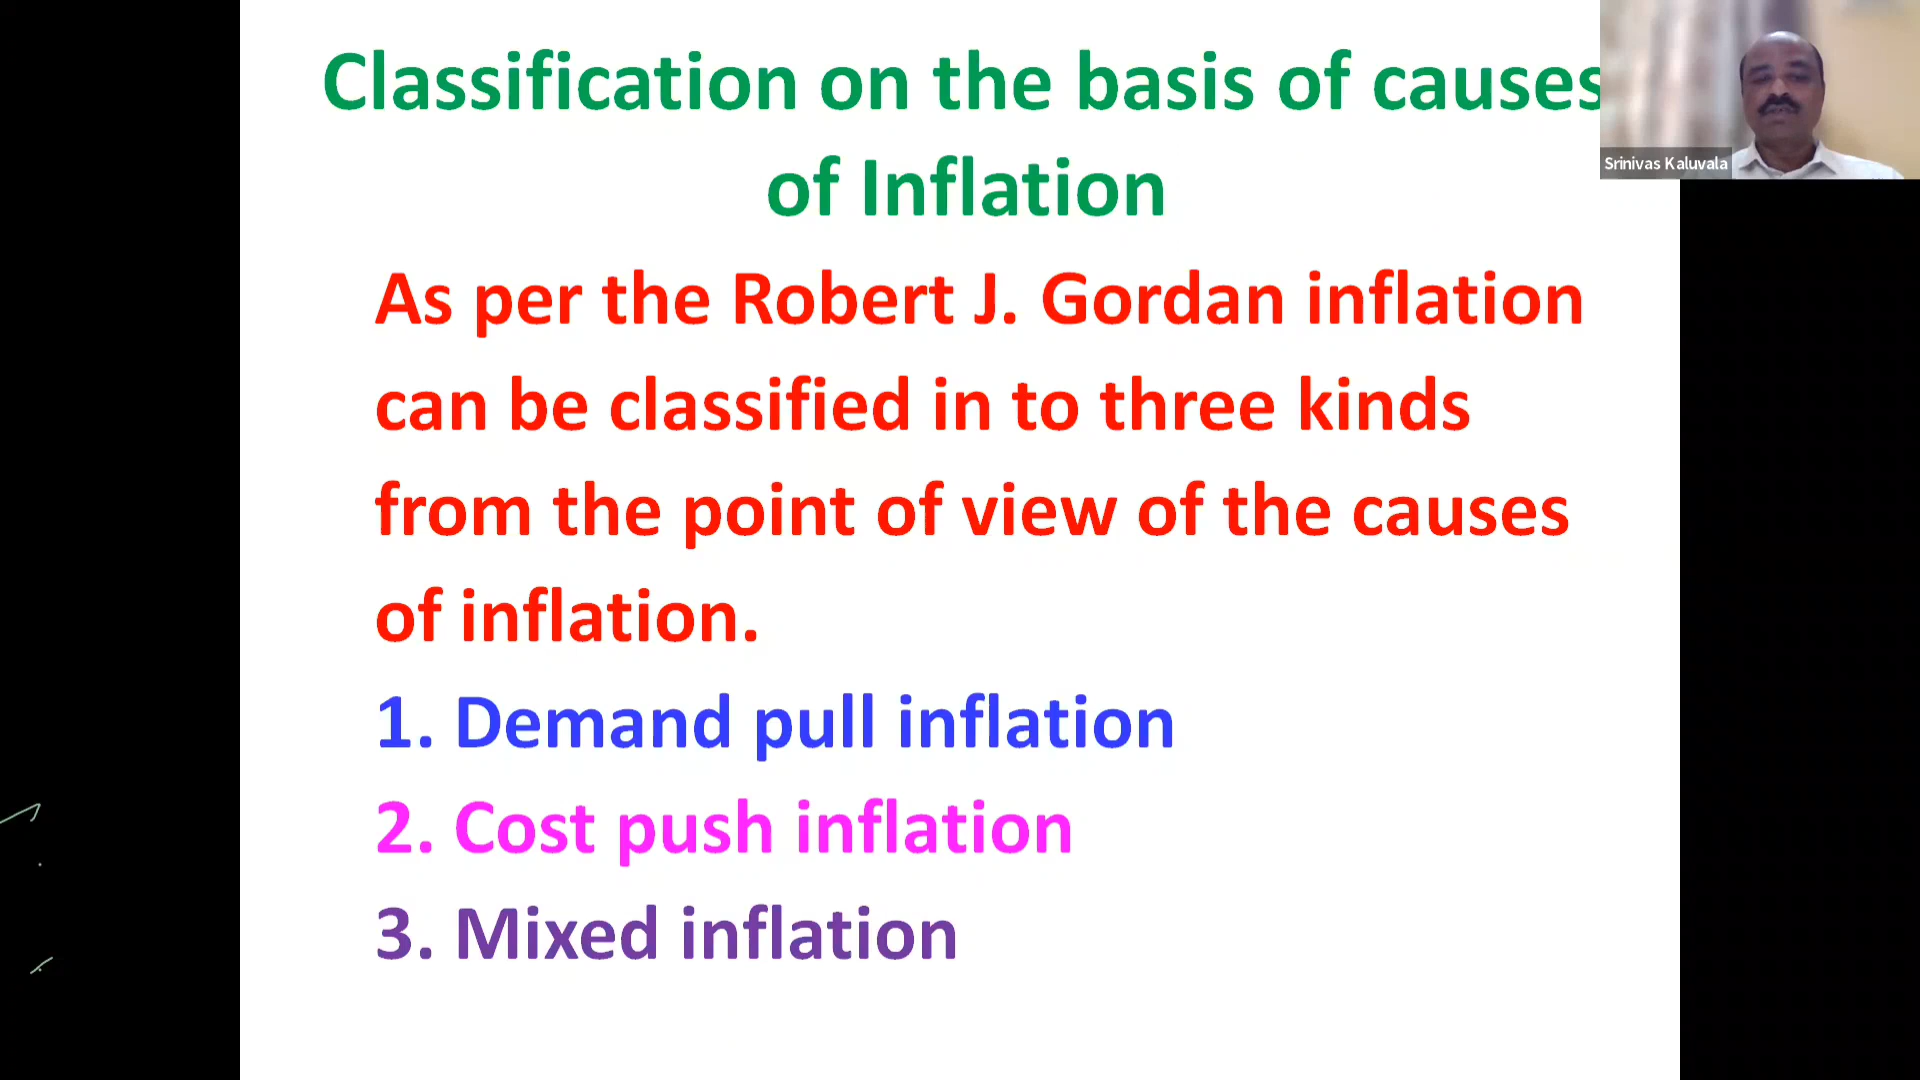 Classification on the basis of causes
of Inflation
Srinivas Kaluvala
As per the Robert J. Gordan inflation
can be classified in to three kinds
from the point of view of the causes
of inflation.
1. Demand pull inflation
2. Cost push inflation
3. Mixed inflation